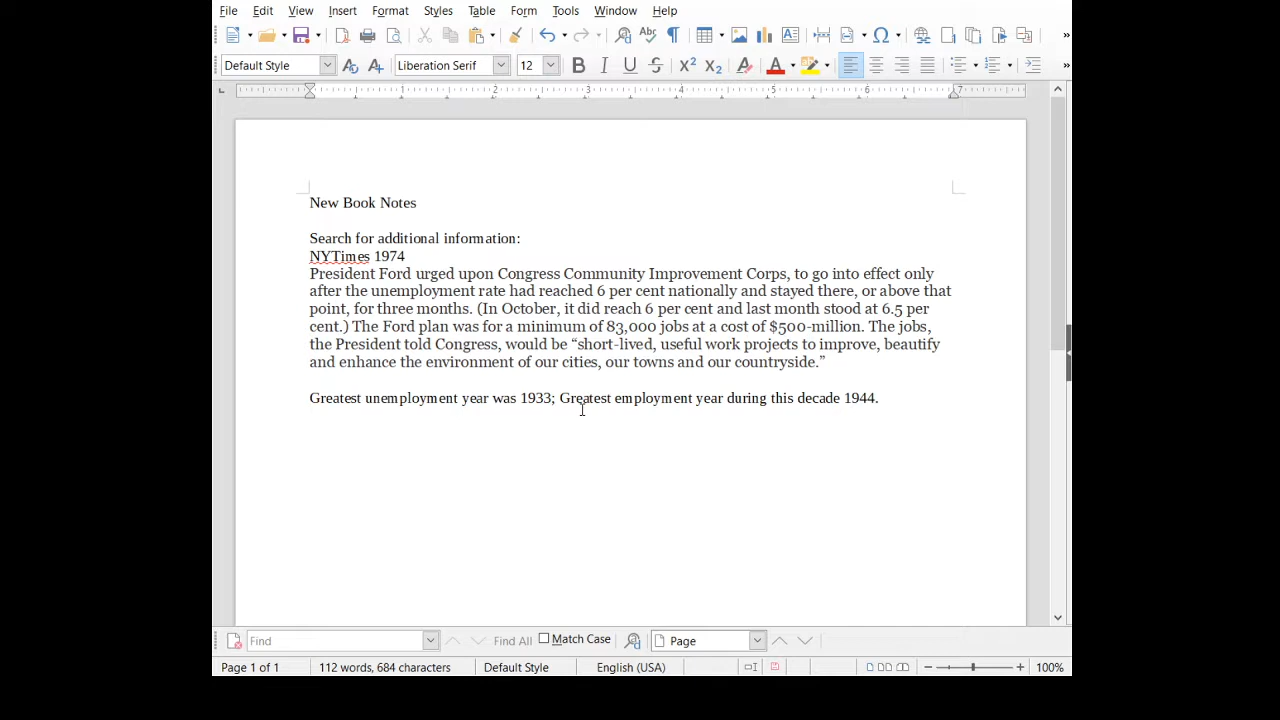 File Edit View Insert Format Styles Table Form Tools Window Help
Default Style Liberation Serif 12
1 2 3 4 5 6 7
New Book Notes
Search for additional information:
NYTimes 1974
President Ford urged upon Congress Community Improvement Corps, to go into effect only
after the unemployment rate had reached 6 per cent nationally and stayed there, or above that
point, for three months. (In October, it did reach 6 per cent and last month stood at 6.5 per
cent.) The Ford plan was for a minimum of 83,000 jobs at a cost of $500-million. The jobs,
the President told Congress, would be “short-lived, useful work projects to improve, beautify
and enhance the environment of our cities, our towns and our countryside.”
Greatest unemployment year was 1933; Greatest employment year during this decade 1944.
Find Find All Match Case Page
Page 1 of 1 112 words, 684 characters Default Style English (USA) 100%